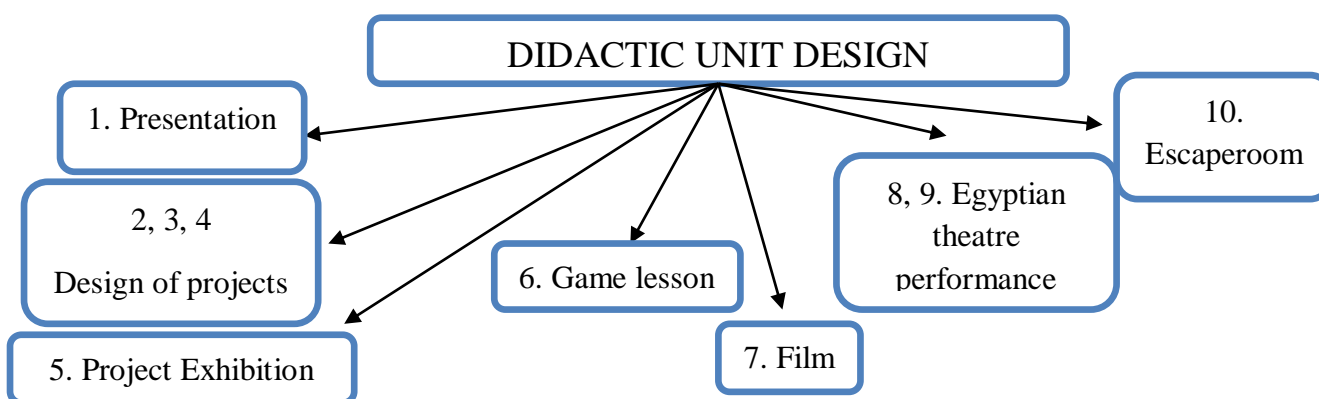 DIDACTIC UNIT DESIGN
1. Presentation
2, 3, 4
Design of projects
5. Project Exhibition
6. Game lesson
7. Film
8, 9. Egyptian
theatre
performance
10.
Escaperoom